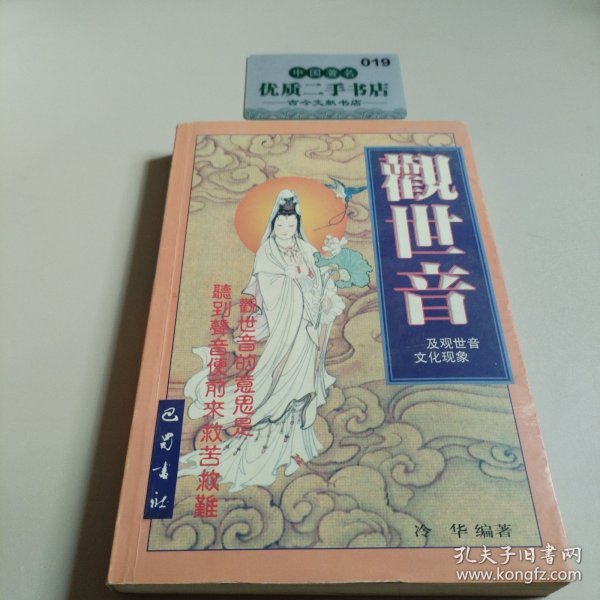 019
中国著名
优质二手书店
古今文献书店
觀世音
及观世音
文化现象
觀世音的意思是
聽到聲音便前來救苦救難
巴蜀書社
冷 华 编著
孔夫子旧书网
www.kongfz.com